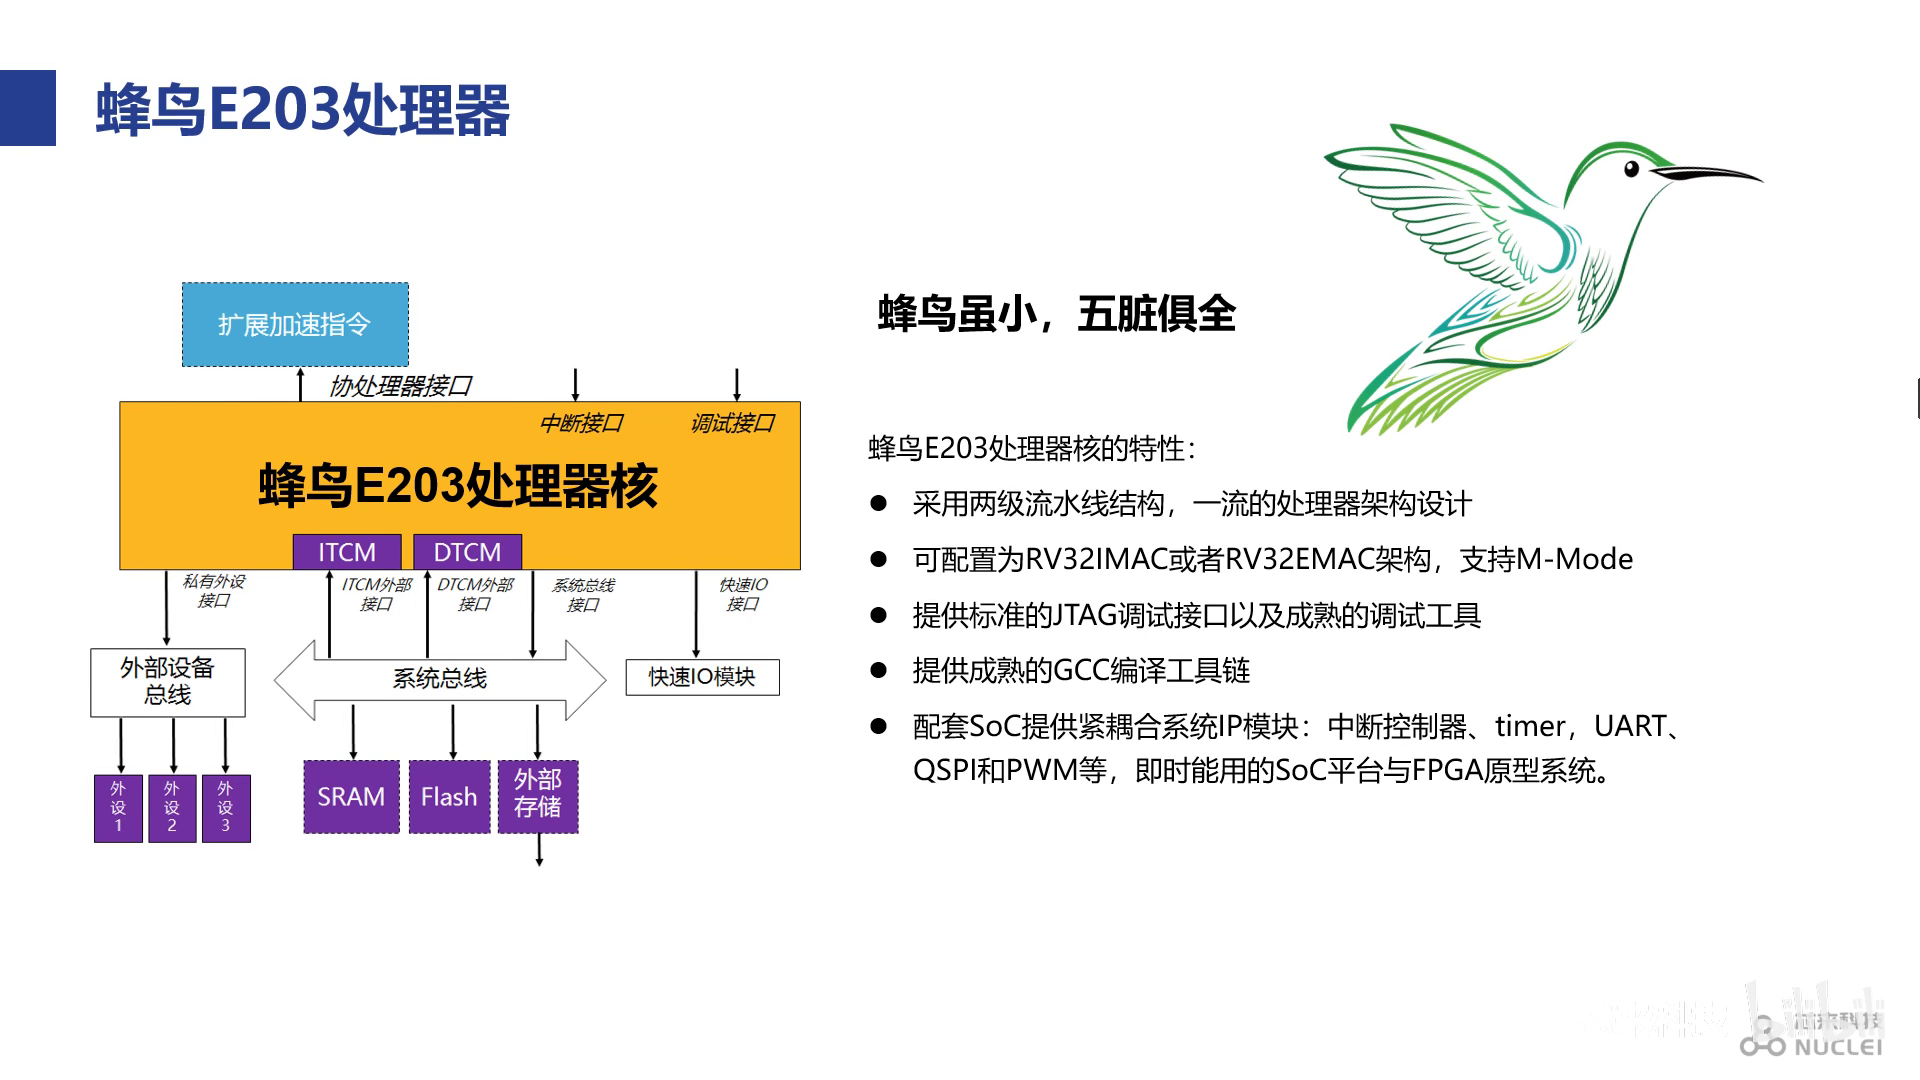 蜂鸟E203处理器
扩展加速指令
协处理器接口
中断接口
调试接口
蜂鸟E203处理器核
ITCM
DTCM
私有外设
接口
ITCM外部
接口
DTCM外部
接口
系统总线
接口
快速IO
接口
外部设备
总线
系统总线
快速IO模块
外
设
1
外
设
2
外
设
3
SRAM
Flash
外部
存储
蜂鸟虽小，五脏俱全
蜂鸟E203处理器核的特性：
● 采用两级流水线结构，一流的处理器架构设计
● 可配置为RV32IMAC或者RV32EMAC架构，支持M-Mode
● 提供标准的JTAG调试接口以及成熟的调试工具
● 提供成熟的GCC编译工具链
● 配套SoC提供紧耦合系统IP模块：中断控制器、timer，UART、
QSPI和PWM等，即时能用的SoC平台与FPGA原型系统。
芯来科技
bilibili
NUCLEI